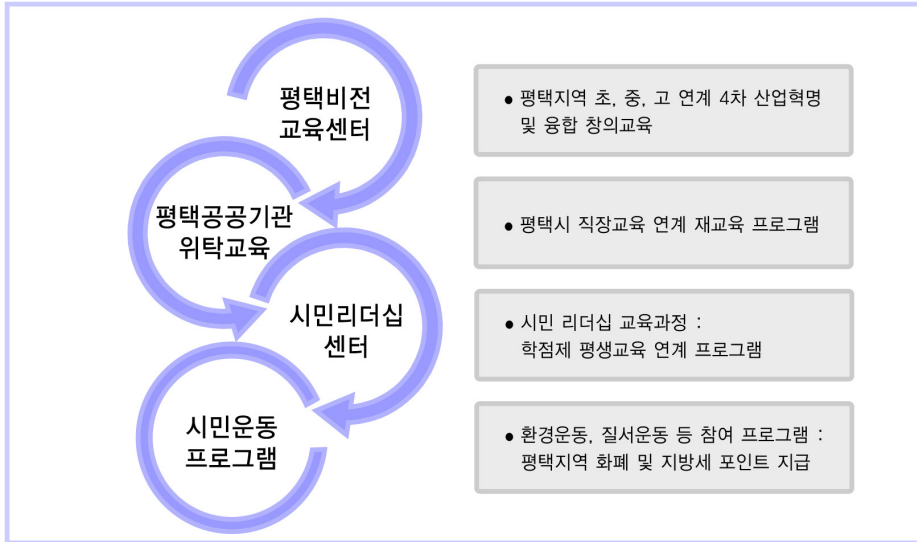 평택비전
교육센터
● 평택지역 초, 중, 고 연계 4차 산업혁명
및 융합 창의교육
평택공공기관
위탁교육
● 평택시 직장교육 연계 재교육 프로그램
시민리더십
센터
● 시민 리더십 교육과정 :
학점제 평생교육 연계 프로그램
시민운동
프로그램
● 환경운동, 질서운동 등 참여 프로그램 :
평택지역 화폐 및 지방세 포인트 지급